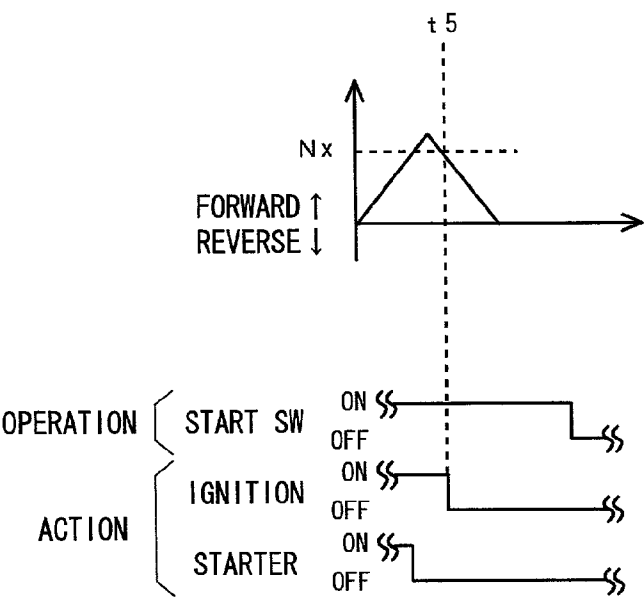 t5
Nx
FORWARD ↑
REVERSE ↓
OPERATION
START SW
ON
OFF
ACTION
IGNITION
ON
OFF
STARTER
ON
OFF